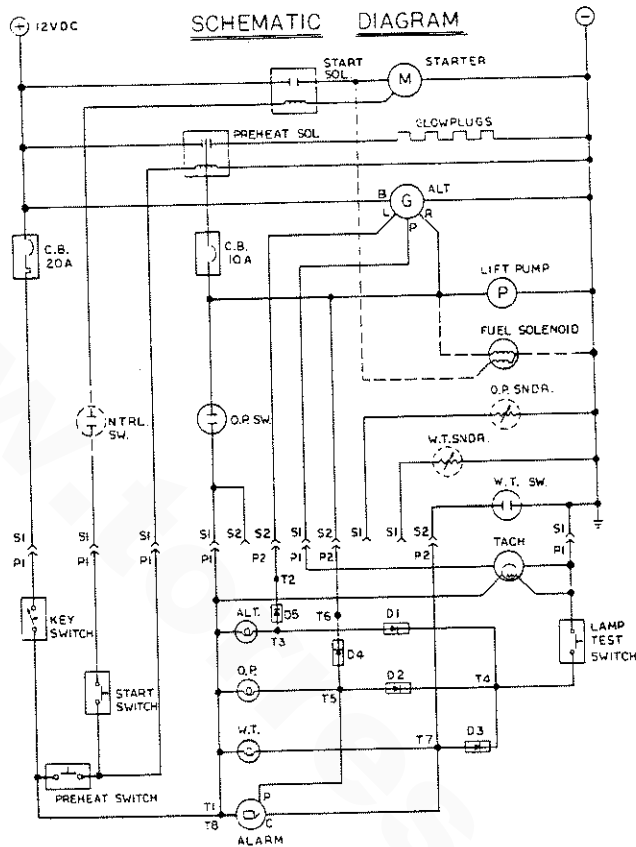 SCHEMATIC DIAGRAM
+ 12VDC
−
START
SOL
M
STARTER
PREHEAT SOL
GLOWPLUGS
B
G
ALT
L
P
R
C.B.
20A
C.B.
10A
LIFT PUMP
P
FUEL SOLENOID
O.P. SNDR.
NTRL.
SW.
O.P. SW.
W.T. SNDR.
W.T. SW.
S1
P1
S1
P1
S1
P1
S1
P1
S2
S2
P2
S1
P1
S2
P2
S1
S1
S2
P2
S1
P1
TACH
T2
KEY
SWITCH
ALT.
D5
T6
D1
T3
LAMP
TEST
SWITCH
D4
START
SWITCH
O.P.
D2
T4
T5
W.T.
T7
D3
PREHEAT SWITCH
T1
T8
P
C
ALARM